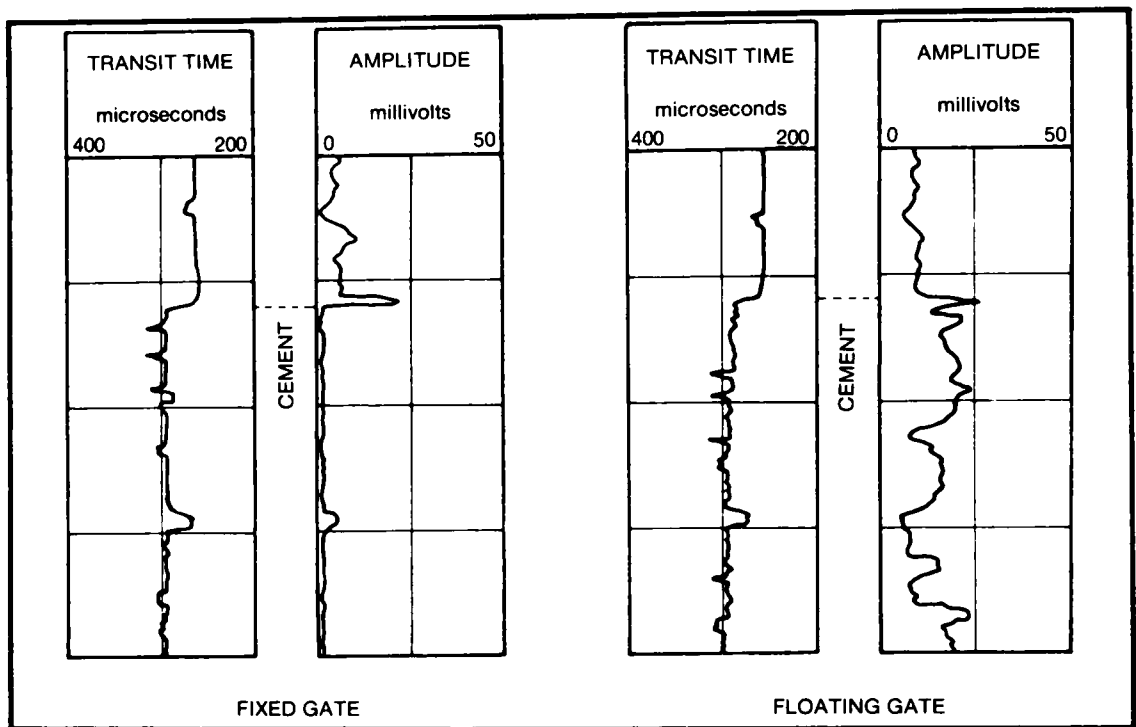 TRANSIT TIME
microseconds
400 200
AMPLITUDE
millivolts
0 50
CEMENT
FIXED GATE
TRANSIT TIME
microseconds
400 200
AMPLITUDE
millivolts
0 50
CEMENT
FLOATING GATE